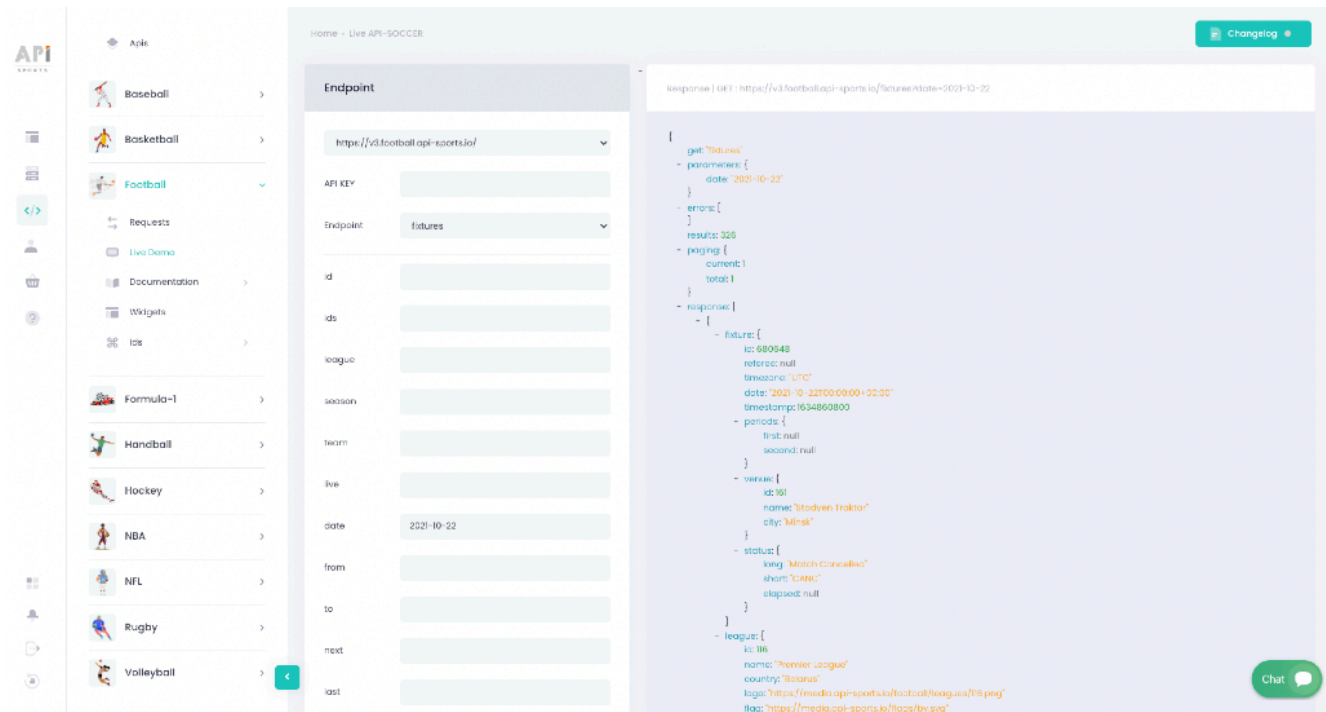 API
SPORTS
Apis
Baseball
Basketball
Football
Requests
Live Demo
Documentation
Widgets
Ids
Formula-1
Handball
Hockey
NBA
NFL
Rugby
Volleyball
Home - Live API-SOCCER
Changelog
Endpoint
https://v3.football.api-sports.io/
API KEY
Endpoint
fixtures
id
ids
league
season
team
live
date
2021-10-22
from
to
next
last
Response | GET : https://v3.football.api-sports.io/fixtures?date=2021-10-22
{
get: "fixtures"
- parameters: {
date: "2021-10-22"
}
- errors: [
]
results: 326
- paging: {
current: 1
total: 1
}
- response: [
- {
- fixture: {
id: 680648
referee: null
timezone: "UTC"
date: "2021-10-22T00:00:00+00:00"
timestamp: 1634860800
- periods: {
first: null
second: null
}
- venue: {
id: 161
name: "Stadyen Traktar"
city: "Minsk"
}
- status: {
long: "Match Cancelled"
short: "CANC"
elapsed: null
}
}
- league: {
id: 116
name: "Premier League"
country: "Belarus"
logo: "https://media.api-sports.io/football/leagues/116.png"
flag: "https://media.api-sports.io/flags/by.svg"
Chat